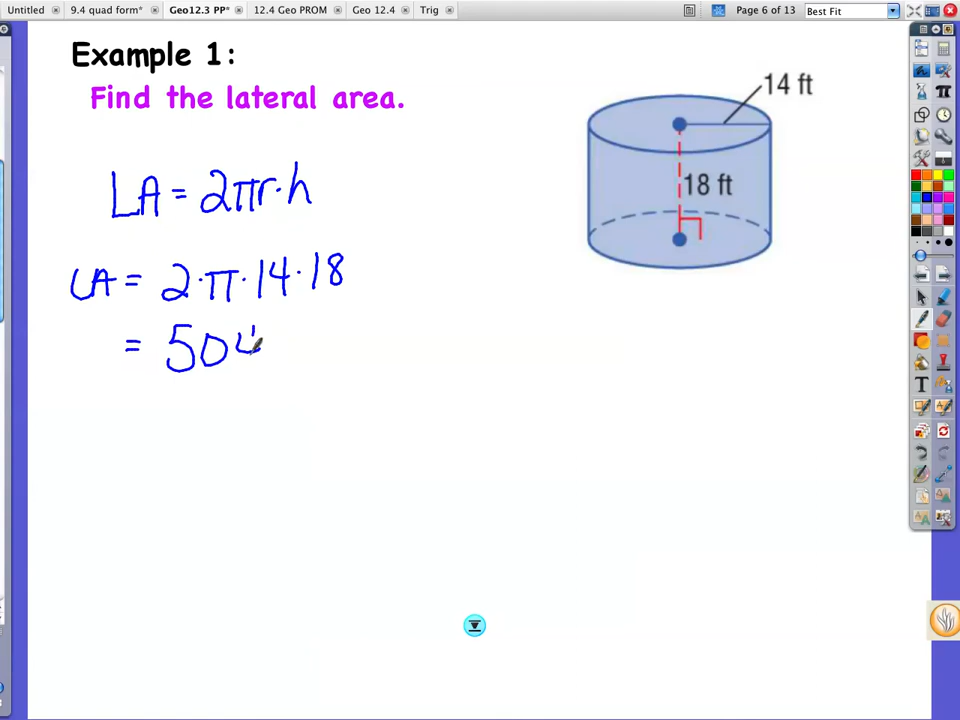 Untitled 9.4 quad form* Geo12.3 PP* 12.4 Geo PROM Geo 12.4 Trig Page 6 of 13 Best Fit
Example 1:
Find the lateral area.
14 ft
18 ft
LA = 2πr·h
LA = 2·π·14·18
= 504